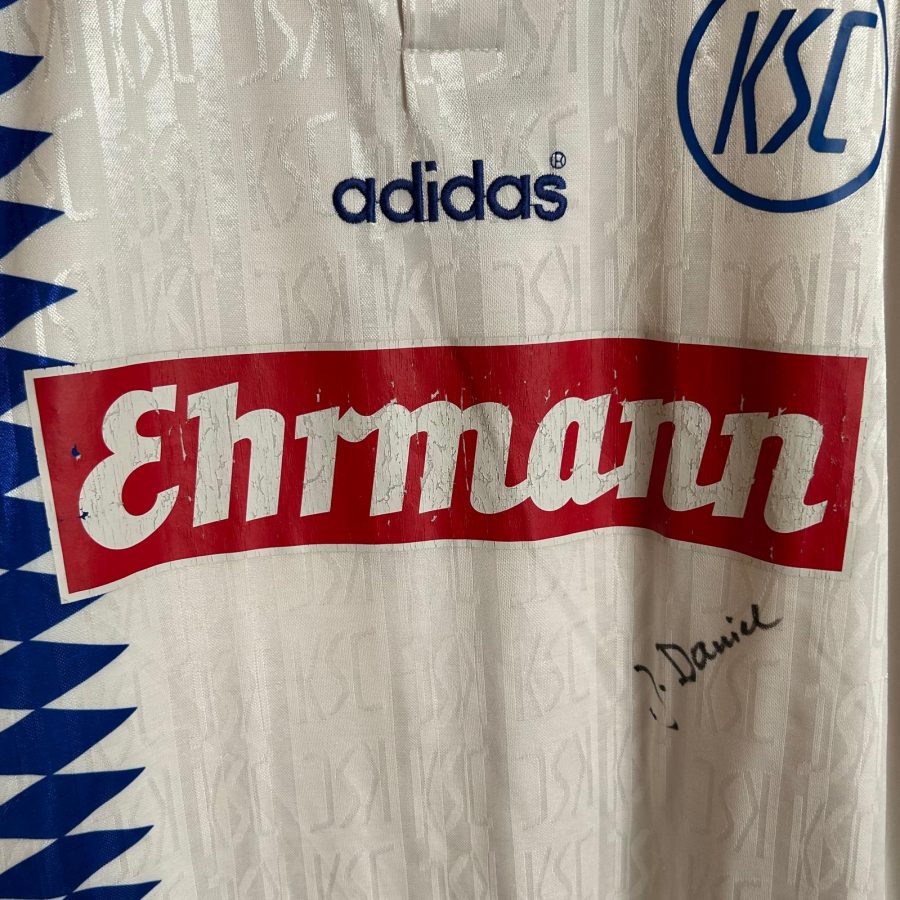 KSC
adidas®
Ehrmann
J. Daniel